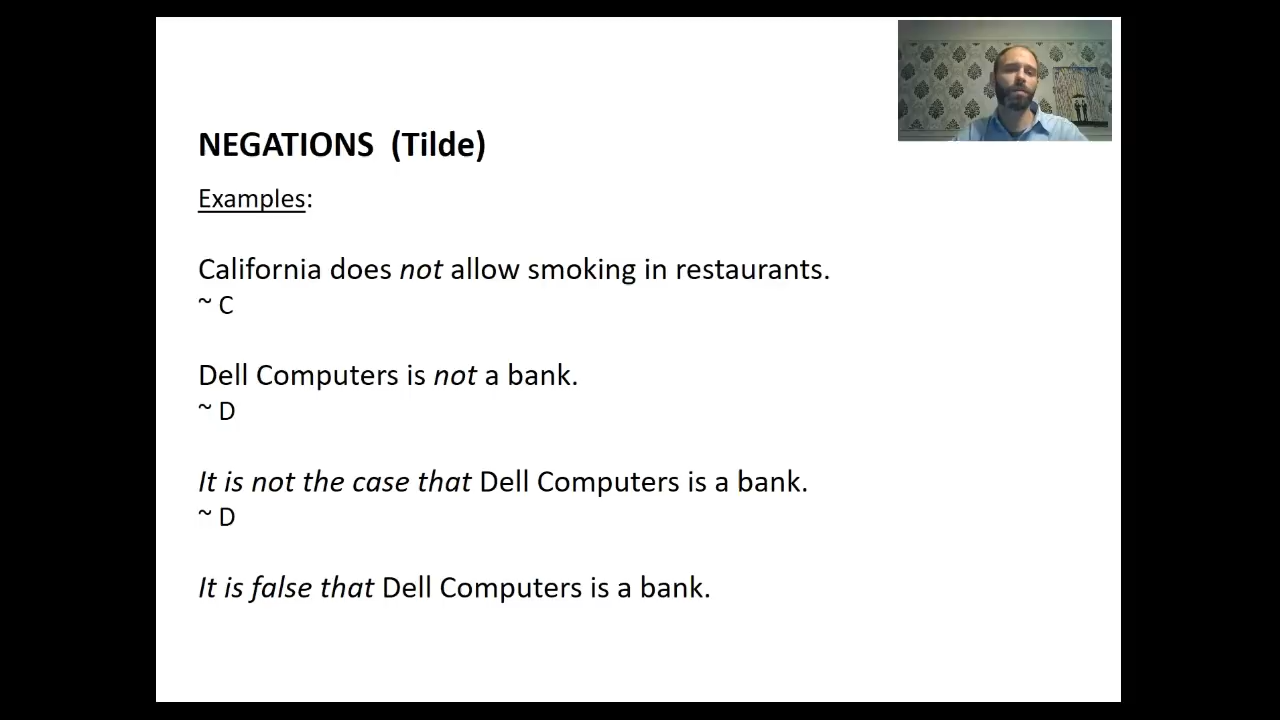 NEGATIONS (Tilde)
Examples:
California does not allow smoking in restaurants.
~ C
Dell Computers is not a bank.
~ D
It is not the case that Dell Computers is a bank.
~ D
It is false that Dell Computers is a bank.